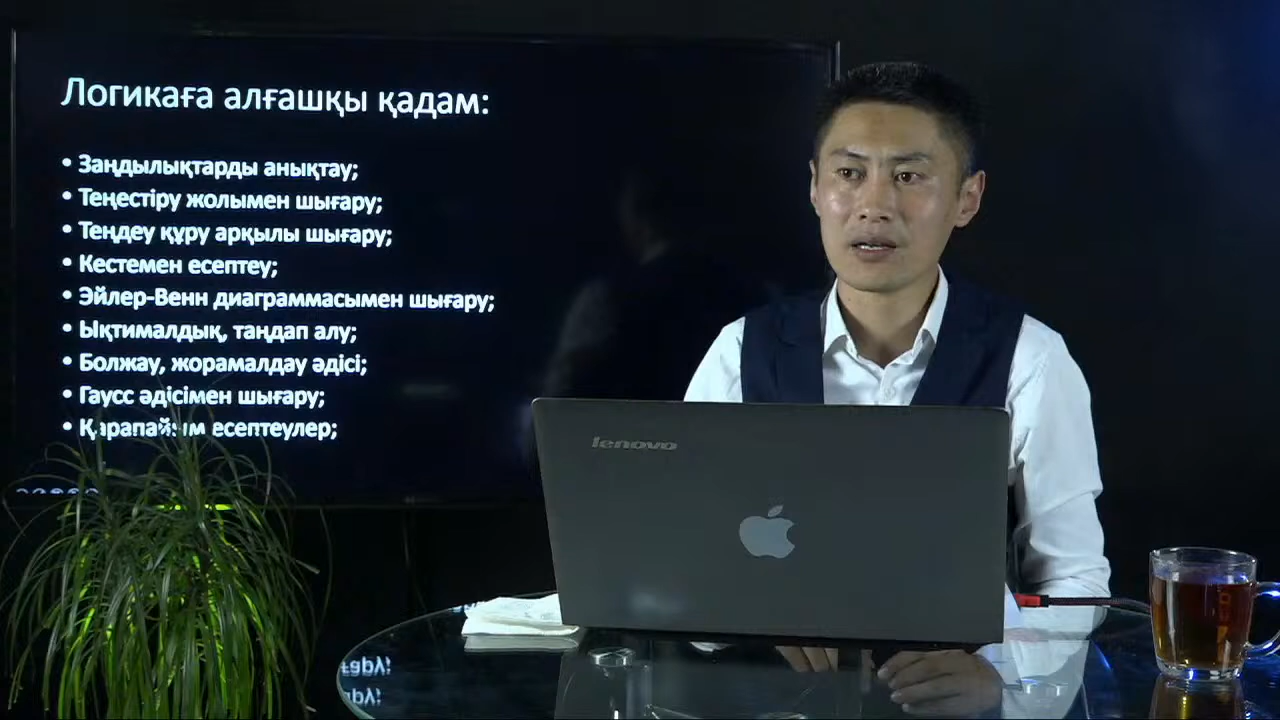 Логикаға алғашқы қадам:
• Заңдылықтарды анықтау;
• Теңестіру жолымен шығару;
• Теңдеу құру арқылы шығару;
• Кестемен есептеу;
• Эйлер-Венн диаграммасымен шығару;
• Ықтималдық, таңдап алу;
• Болжау, жорамалдау әдісі;
• Гаусс әдісімен шығару;
• Қарапайым есептеулер;
lenovo